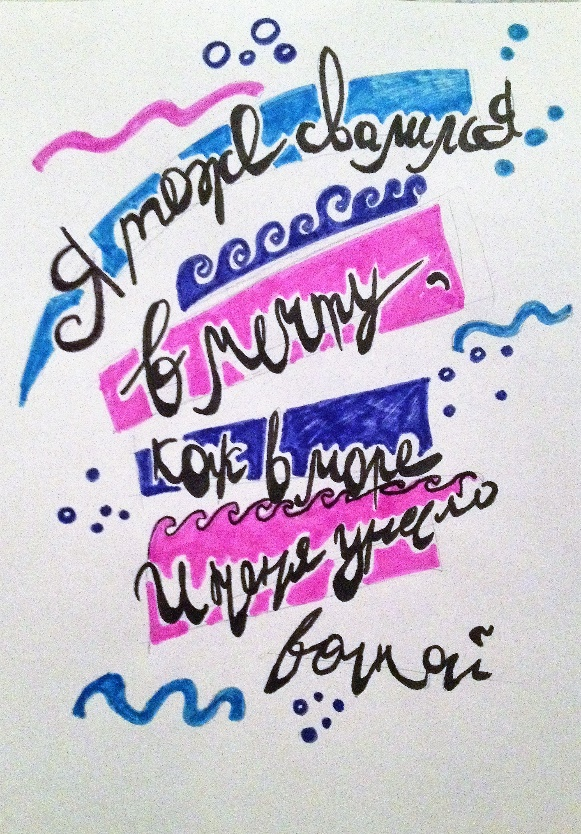 Я тоже свалился
в мечту,
как в море
И меня унесло
волной